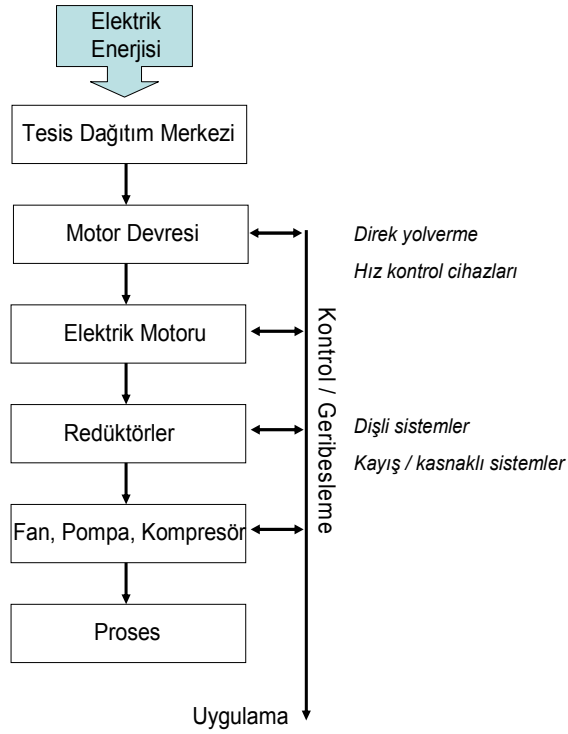 Elektrik
Enerjisi
Tesis Dağıtım Merkezi
Motor Devresi
Direk yolverme
Hız kontrol cihazları
Elektrik Motoru
Kontrol / Geribesleme
Redüktörler
Dişli sistemler
Kayış / kasnaklı sistemler
Fan, Pompa, Kompresör
Proses
Uygulama